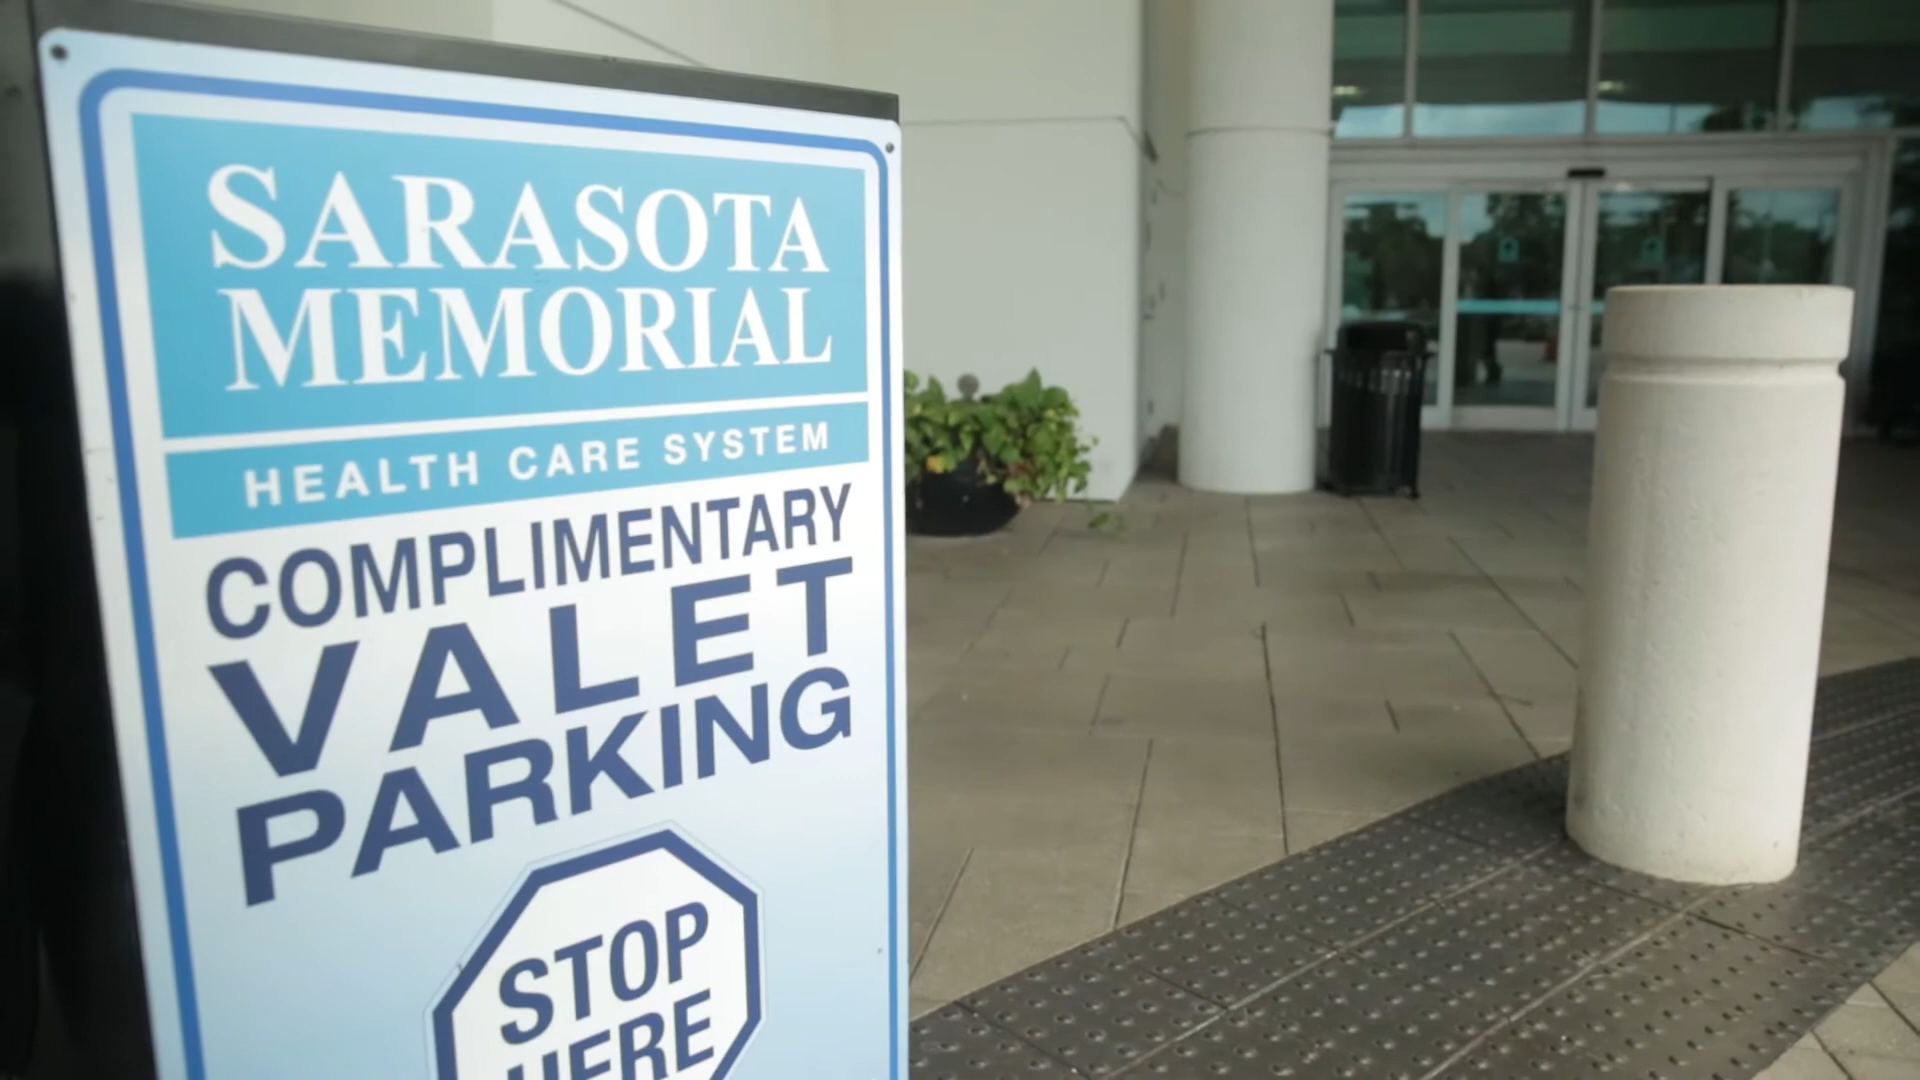 SARASOTA
MEMORIAL
HEALTH CARE SYSTEM
COMPLIMENTARY
VALET
PARKING
STOP
HERE